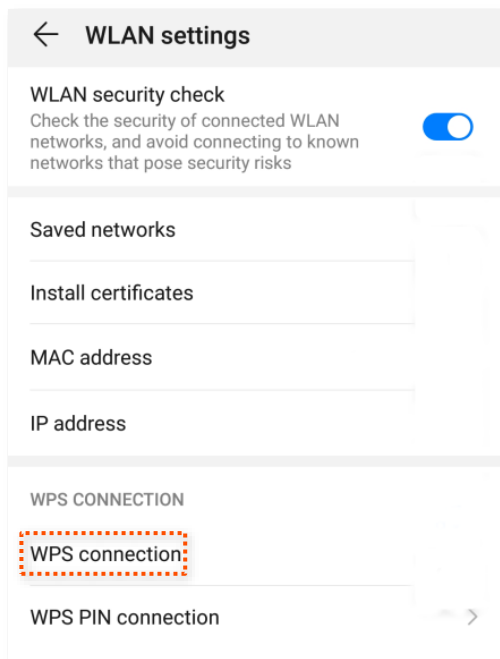 WLAN settings
WLAN security check
Check the security of connected WLAN
networks, and avoid connecting to known
networks that pose security risks
Saved networks
Install certificates
MAC address
IP address
WPS CONNECTION
WPS connection
WPS PIN connection